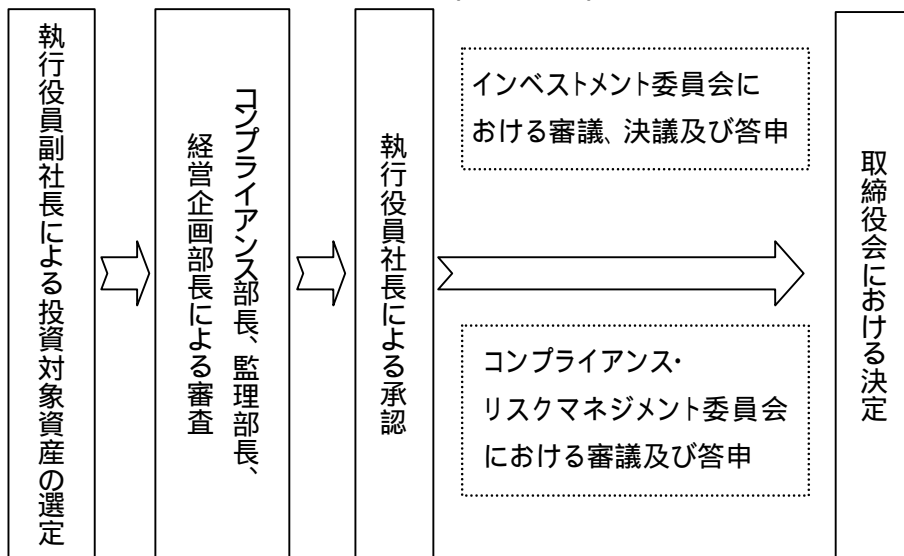 執行役員副社長による投資対象資産の選定
コンプライアンス部長、監理部長、
経営企画部長による審査
執行役員社長による承認
インベストメント委員会に
おける審議、決議及び答申
コンプライアンス・
リスクマネジメント委員会
における審議及び答申
取締役会における決定